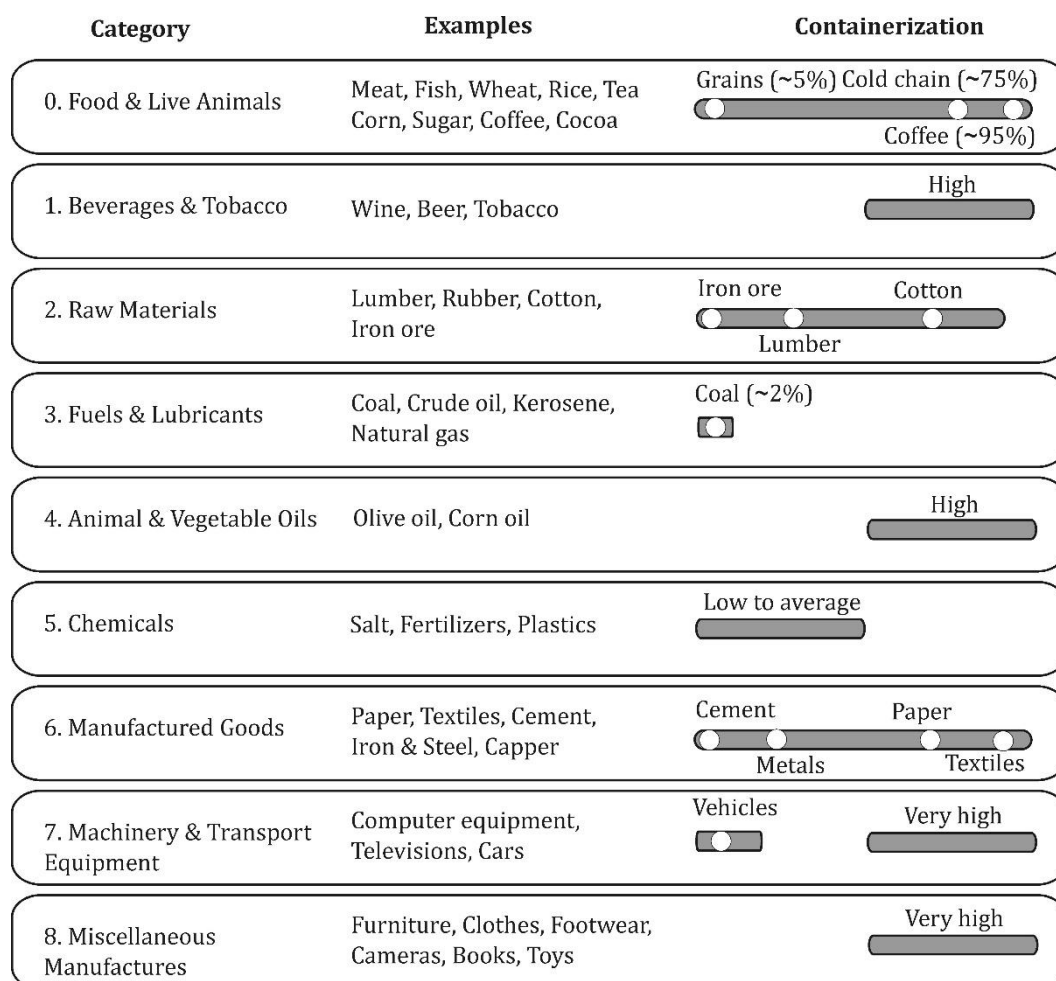 Category Examples Containerization
0. Food & Live Animals
Meat, Fish, Wheat, Rice, Tea
Corn, Sugar, Coffee, Cocoa
Grains (~5%) Cold chain (~75%)
Coffee (~95%)
1. Beverages & Tobacco
Wine, Beer, Tobacco
High
2. Raw Materials
Lumber, Rubber, Cotton,
Iron ore
Iron ore Cotton
Lumber
3. Fuels & Lubricants
Coal, Crude oil, Kerosene,
Natural gas
Coal (~2%)
4. Animal & Vegetable Oils
Olive oil, Corn oil
High
5. Chemicals
Salt, Fertilizers, Plastics
Low to average
6. Manufactured Goods
Paper, Textiles, Cement,
Iron & Steel, Capper
Cement Paper
Metals Textiles
7. Machinery & Transport
Equipment
Computer equipment,
Televisions, Cars
Vehicles Very high
8. Miscellaneous
Manufactures
Furniture, Clothes, Footwear,
Cameras, Books, Toys
Very high